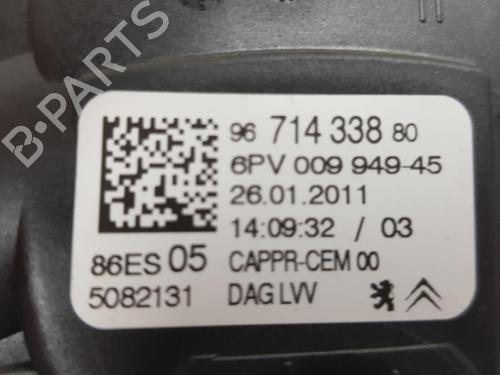 B-PARTS
96 714 338 80
6PV 009 949-45
26.01.2011
14:09:32 / 03
86ES 05 CAPPR-CEM 00
5082131 DAG LVV